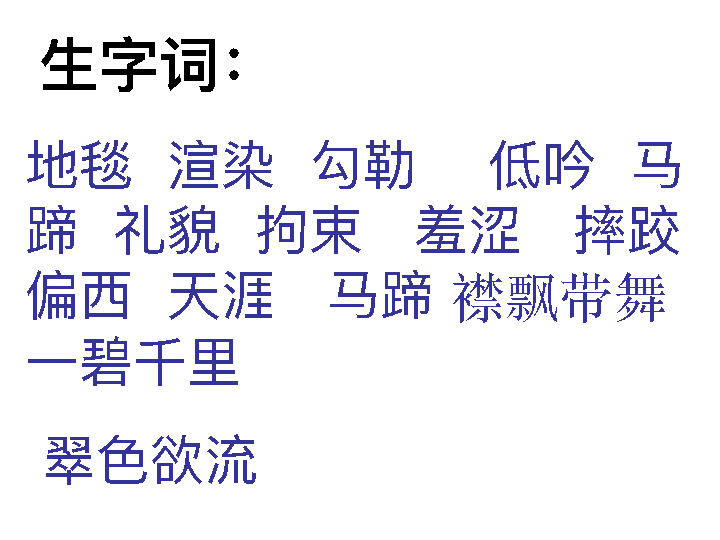 生字词：
地毯 渲染 勾勒 低吟 马
蹄 礼貌 拘束 羞涩 摔跤
偏西 天涯 马蹄 襟飘带舞
一碧千里
翠色欲流